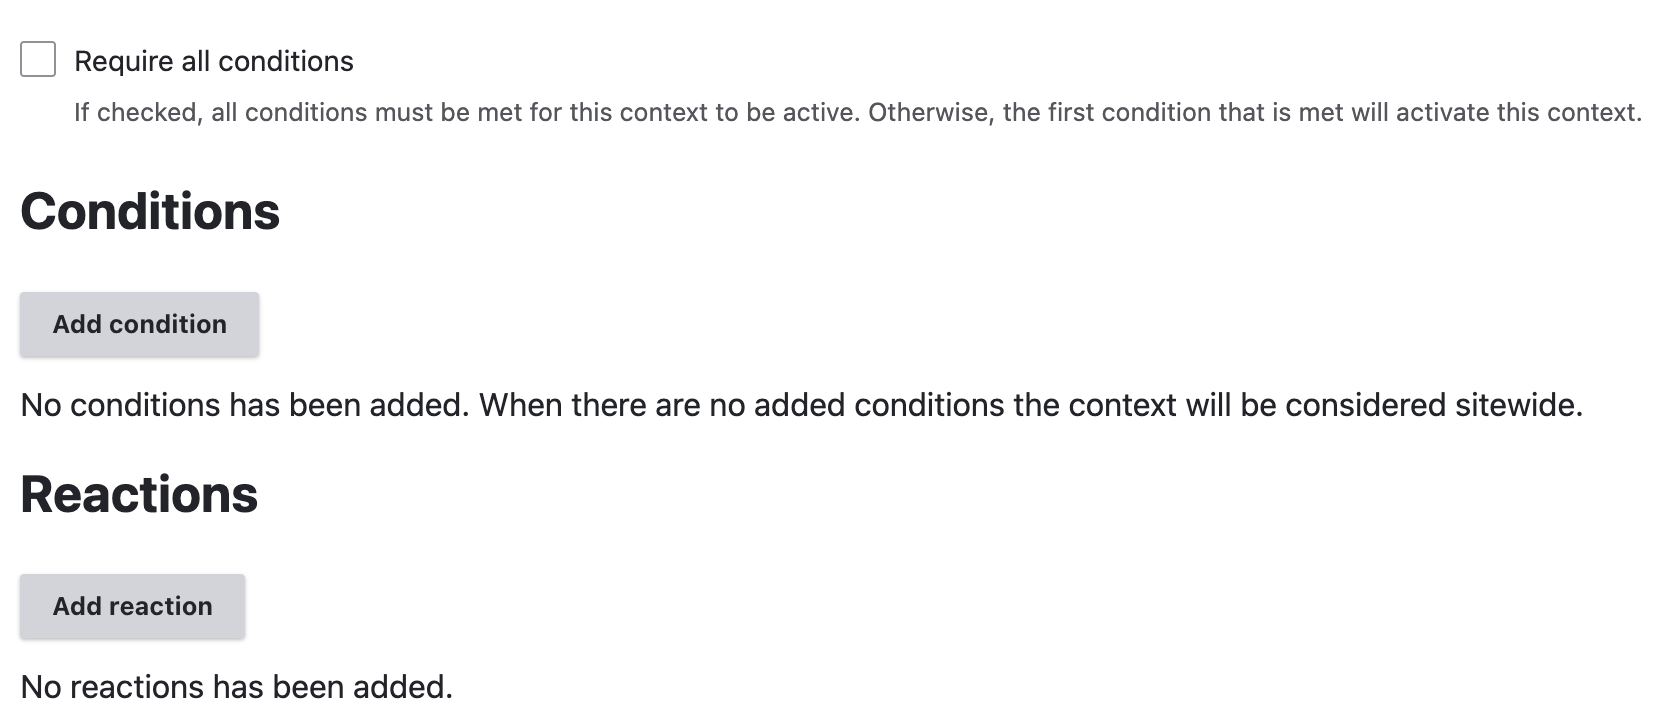 Require all conditions
If checked, all conditions must be met for this context to be active. Otherwise, the first condition that is met will activate this context.
Conditions
Add condition
No conditions has been added. When there are no added conditions the context will be considered sitewide.
Reactions
Add reaction
No reactions has been added.